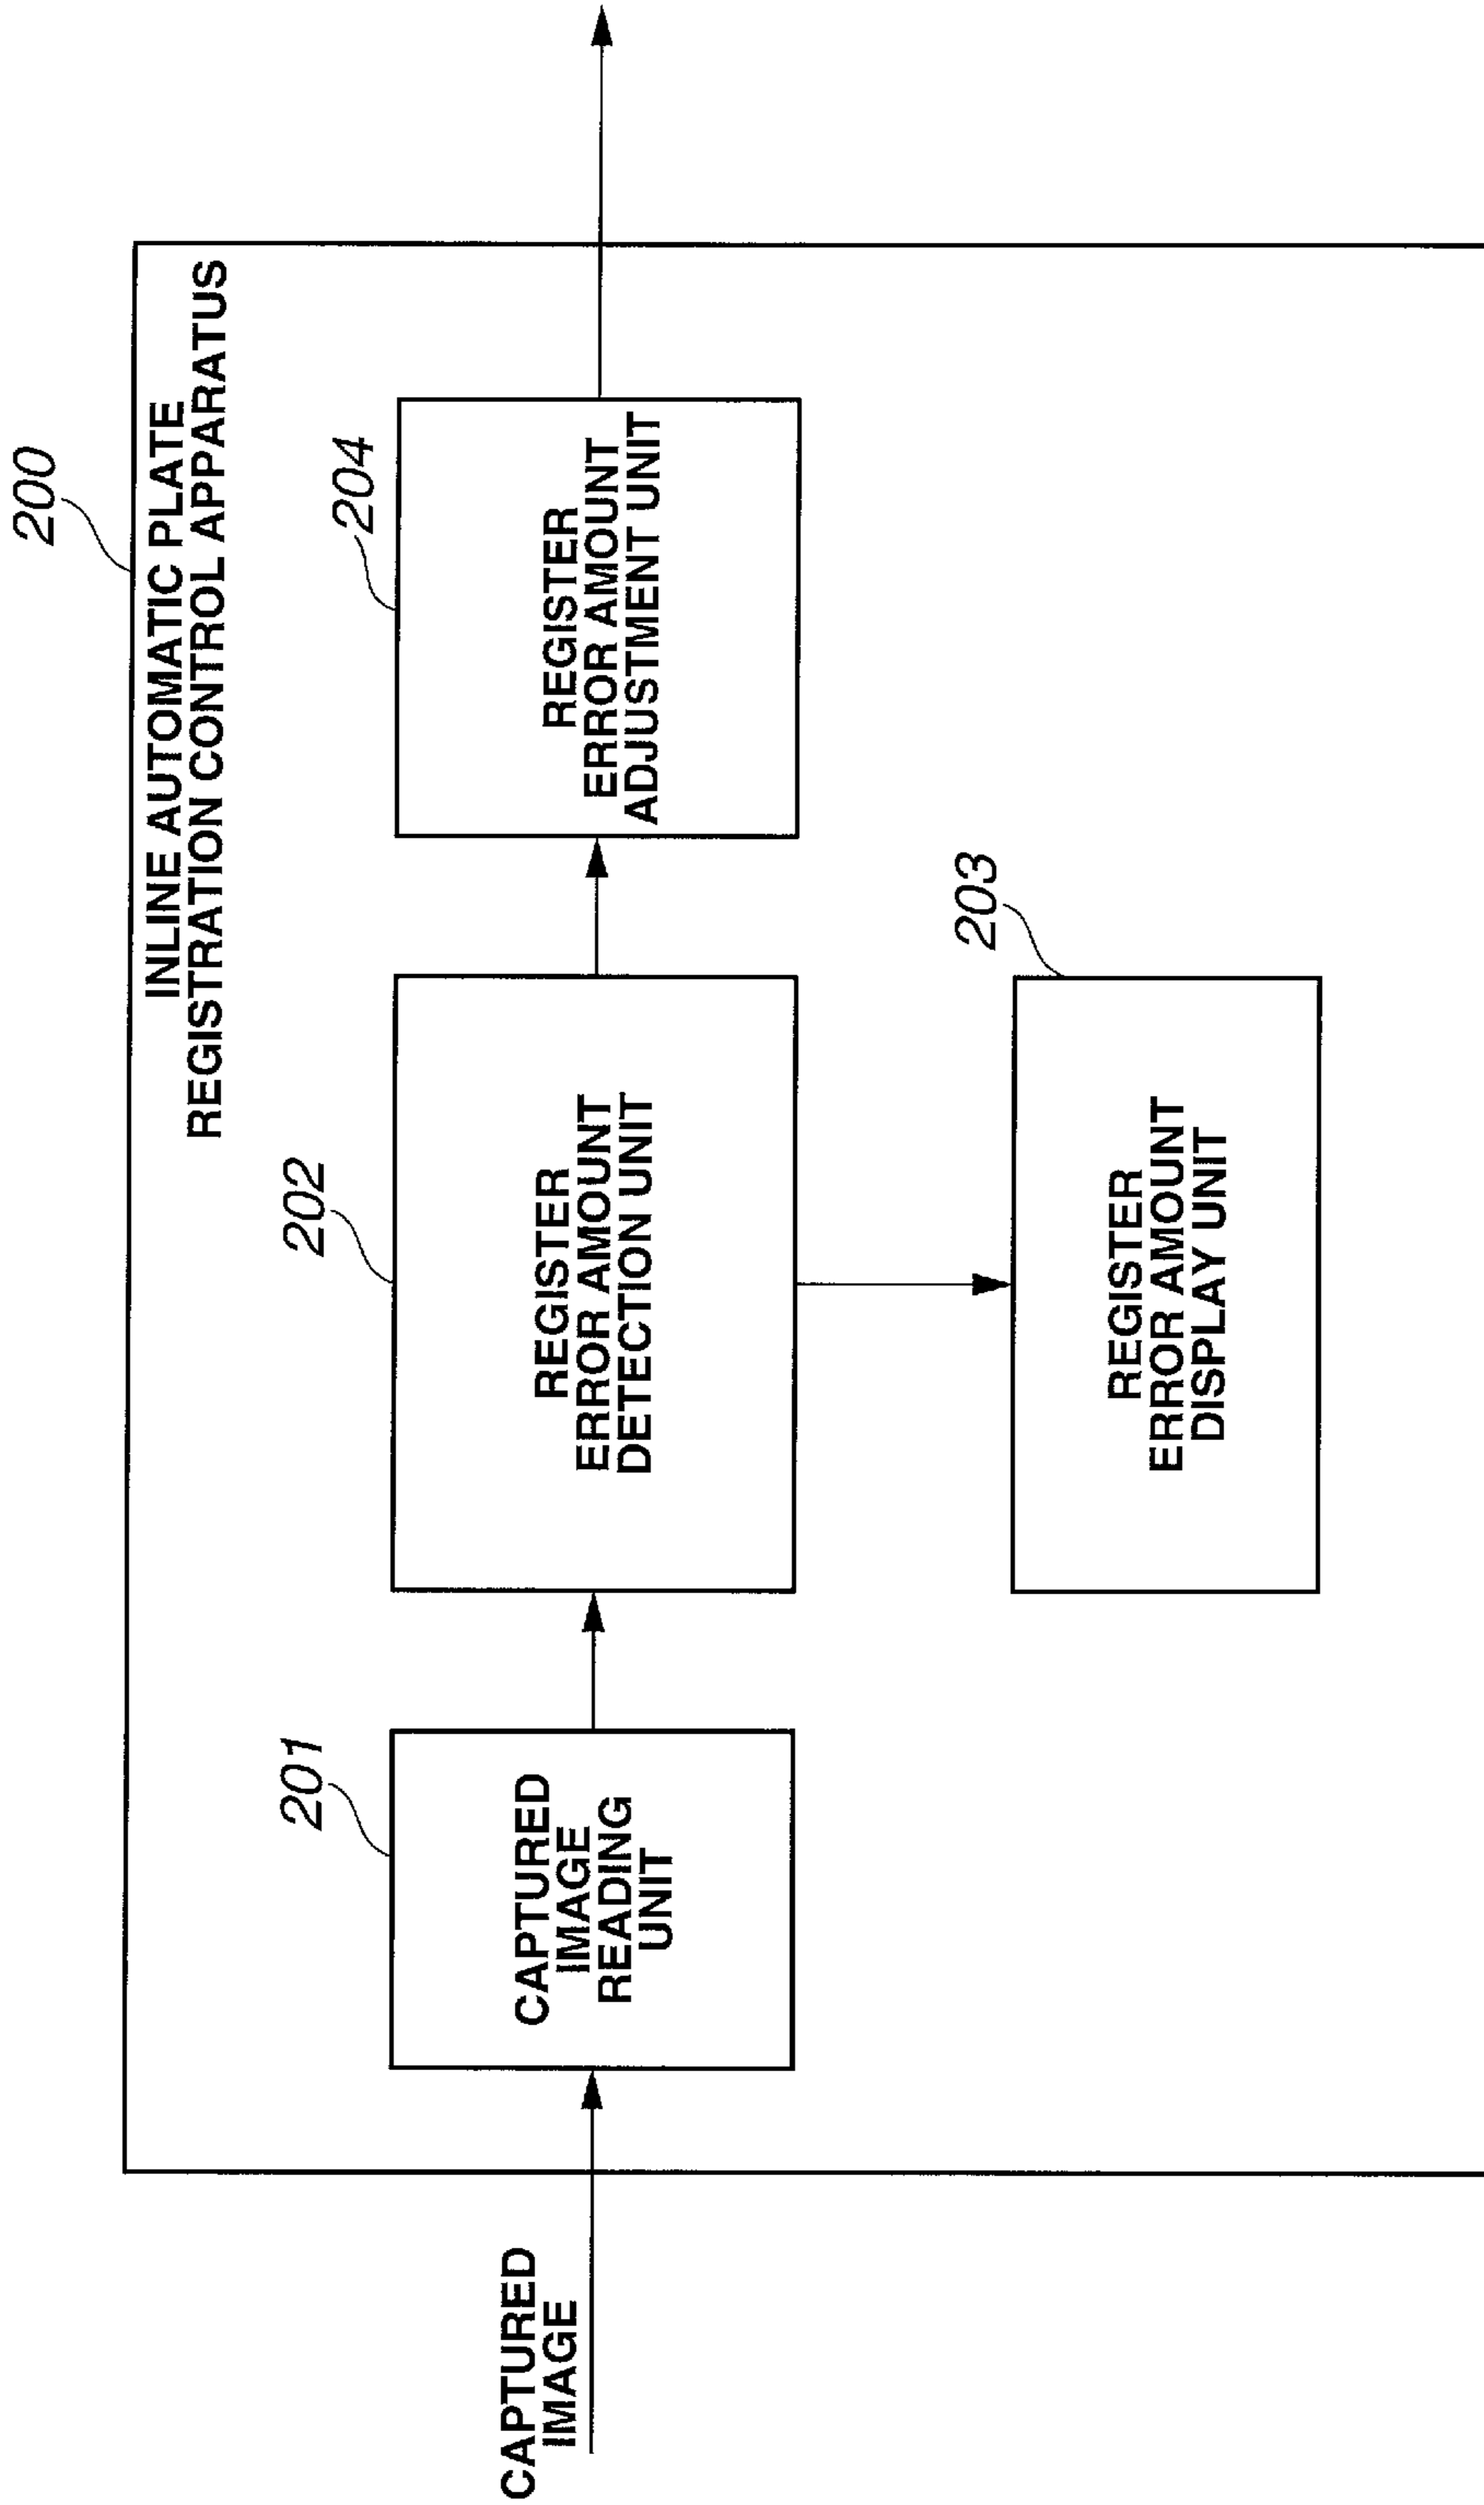 200
INLINE AUTOMATIC PLATE
REGISTRATION CONTROL APPARATUS
CAPTURED
IMAGE
201
CAPTURED
IMAGE
READING
UNIT
202
REGISTER
ERROR AMOUNT
DETECTION UNIT
204
REGISTER
ERROR AMOUNT
ADJUSTMENT UNIT
203
REGISTER
ERROR AMOUNT
DISPLAY UNIT